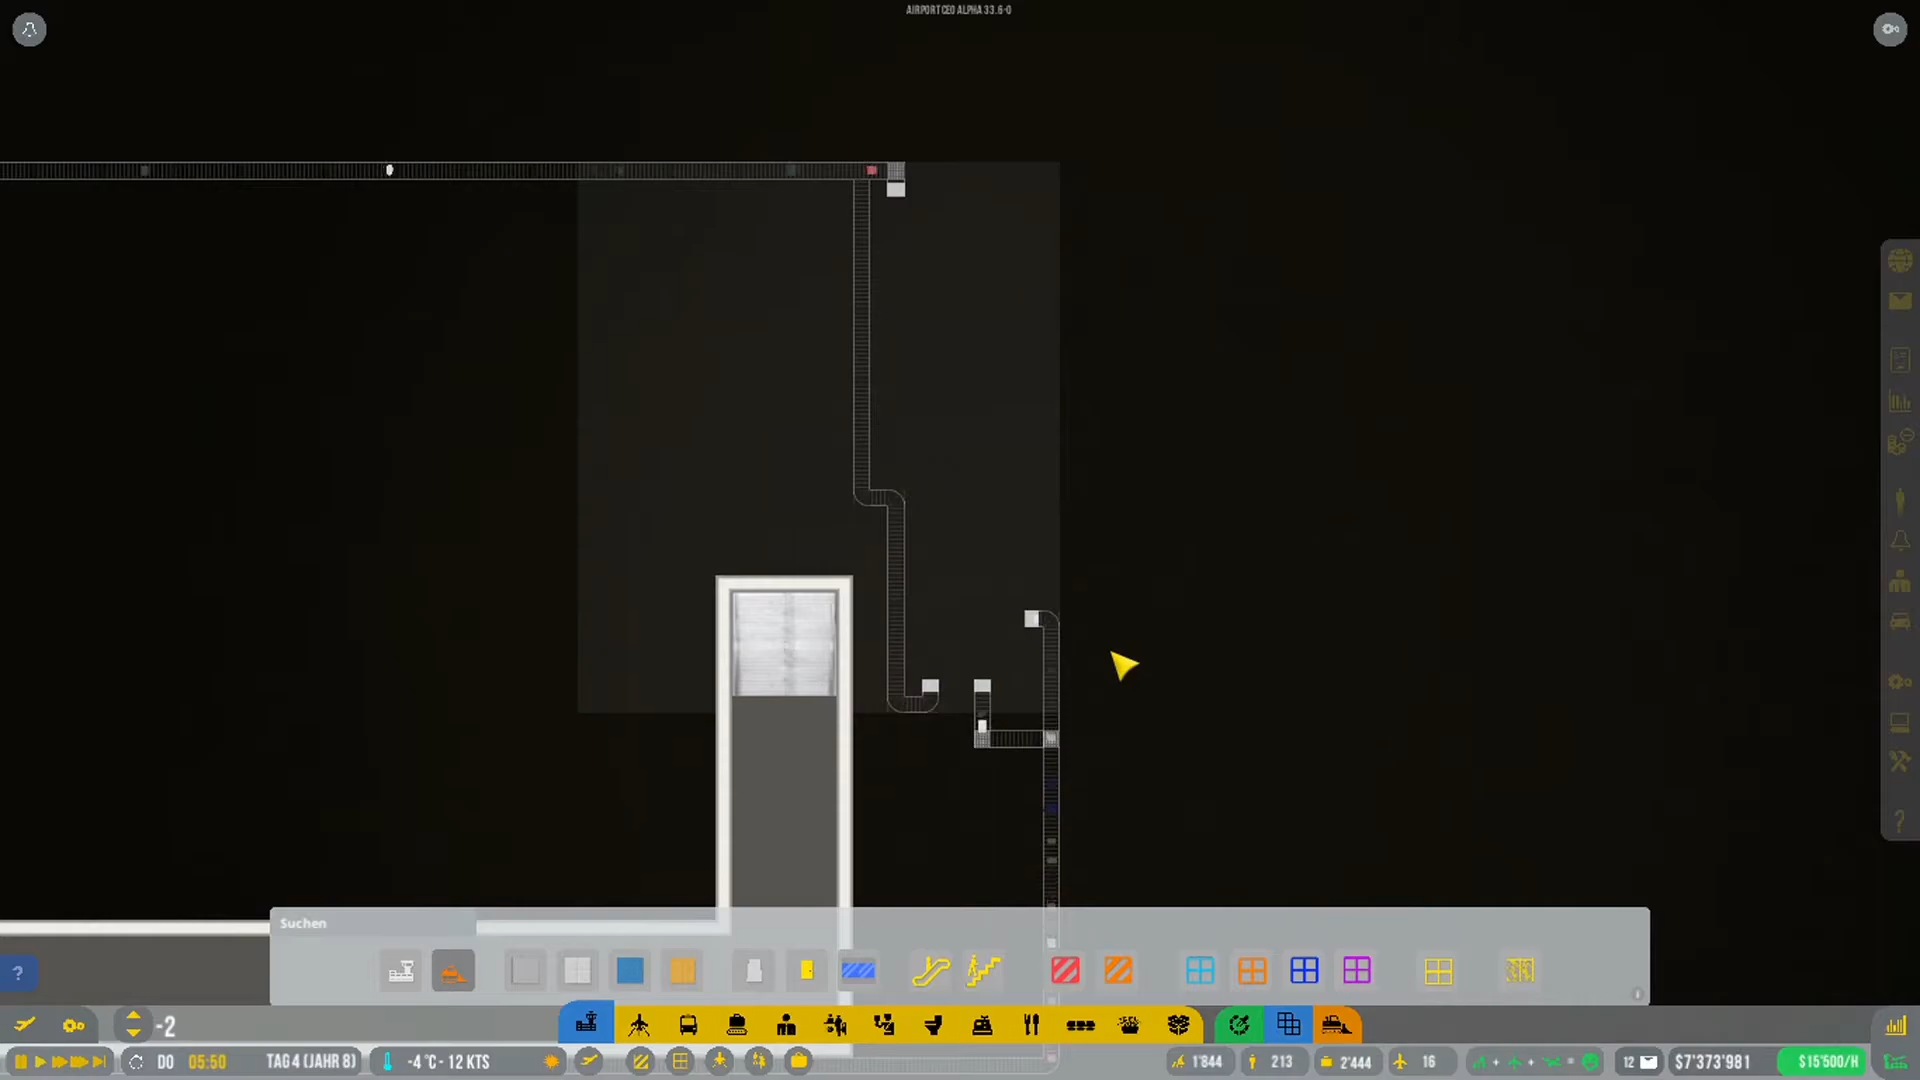 AIRPORT CEO ALPHA 33.6-0
Suchen
?
?
-2
DO 05:50 TAG 4 (JAHR 8) -4°C - 12 KTS
1'844 213 2'444 16 + + = 12 $7'373'981 $15'500/H